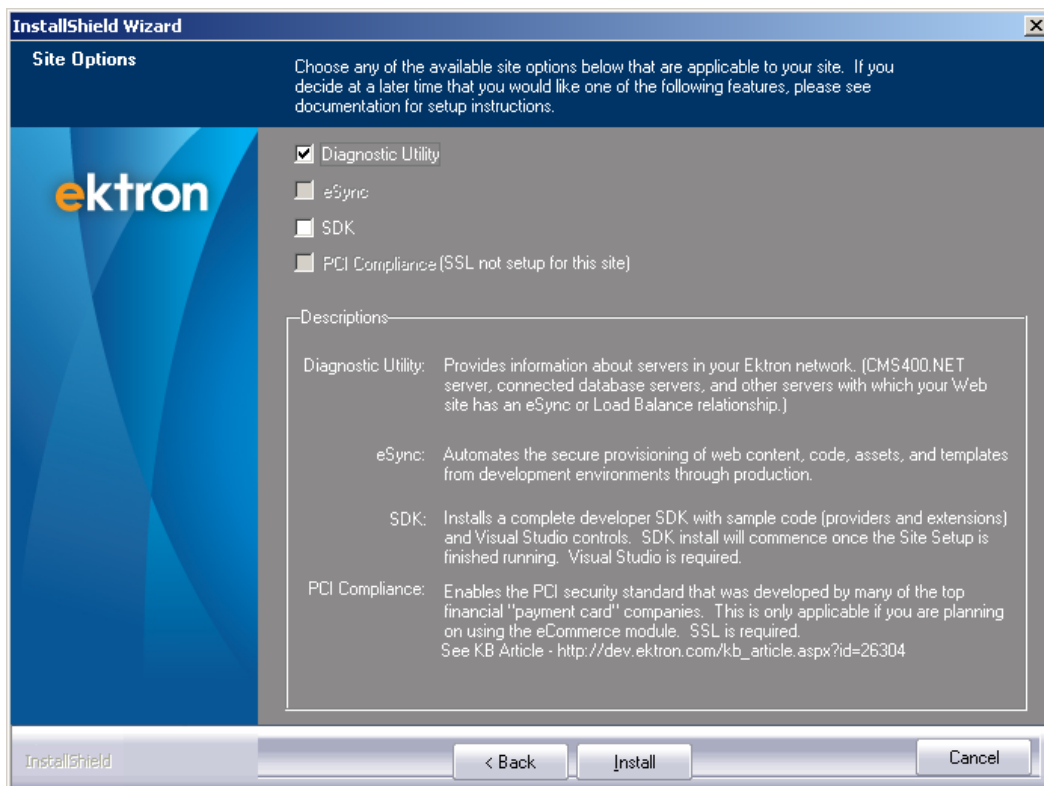 InstallShield Wizard
Site Options
Choose any of the available site options below that are applicable to your site. If you
decide at a later time that you would like one of the following features, please see
documentation for setup instructions.
ektron
Diagnostic Utility
eSync
SDK
PCI Compliance (SSL not setup for this site)
Descriptions
Diagnostic Utility: Provides information about servers in your Ektron network. (CMS400.NET
server, connected database servers, and other servers with which your Web
site has an eSync or Load Balance relationship.)
eSync: Automates the secure provisioning of web content, code, assets, and templates
from development environments through production.
SDK: Installs a complete developer SDK with sample code (providers and extensions)
and Visual Studio controls. SDK install will commence once the Site Setup is
finished running. Visual Studio is required.
PCI Compliance: Enables the PCI security standard that was developed by many of the top
financial "payment card" companies. This is only applicable if you are planning
on using the eCommerce module. SSL is required.
See KB Article - http://dev.ektron.com/kb_article.aspx?id=26304
InstallShield
< Back
Install
Cancel